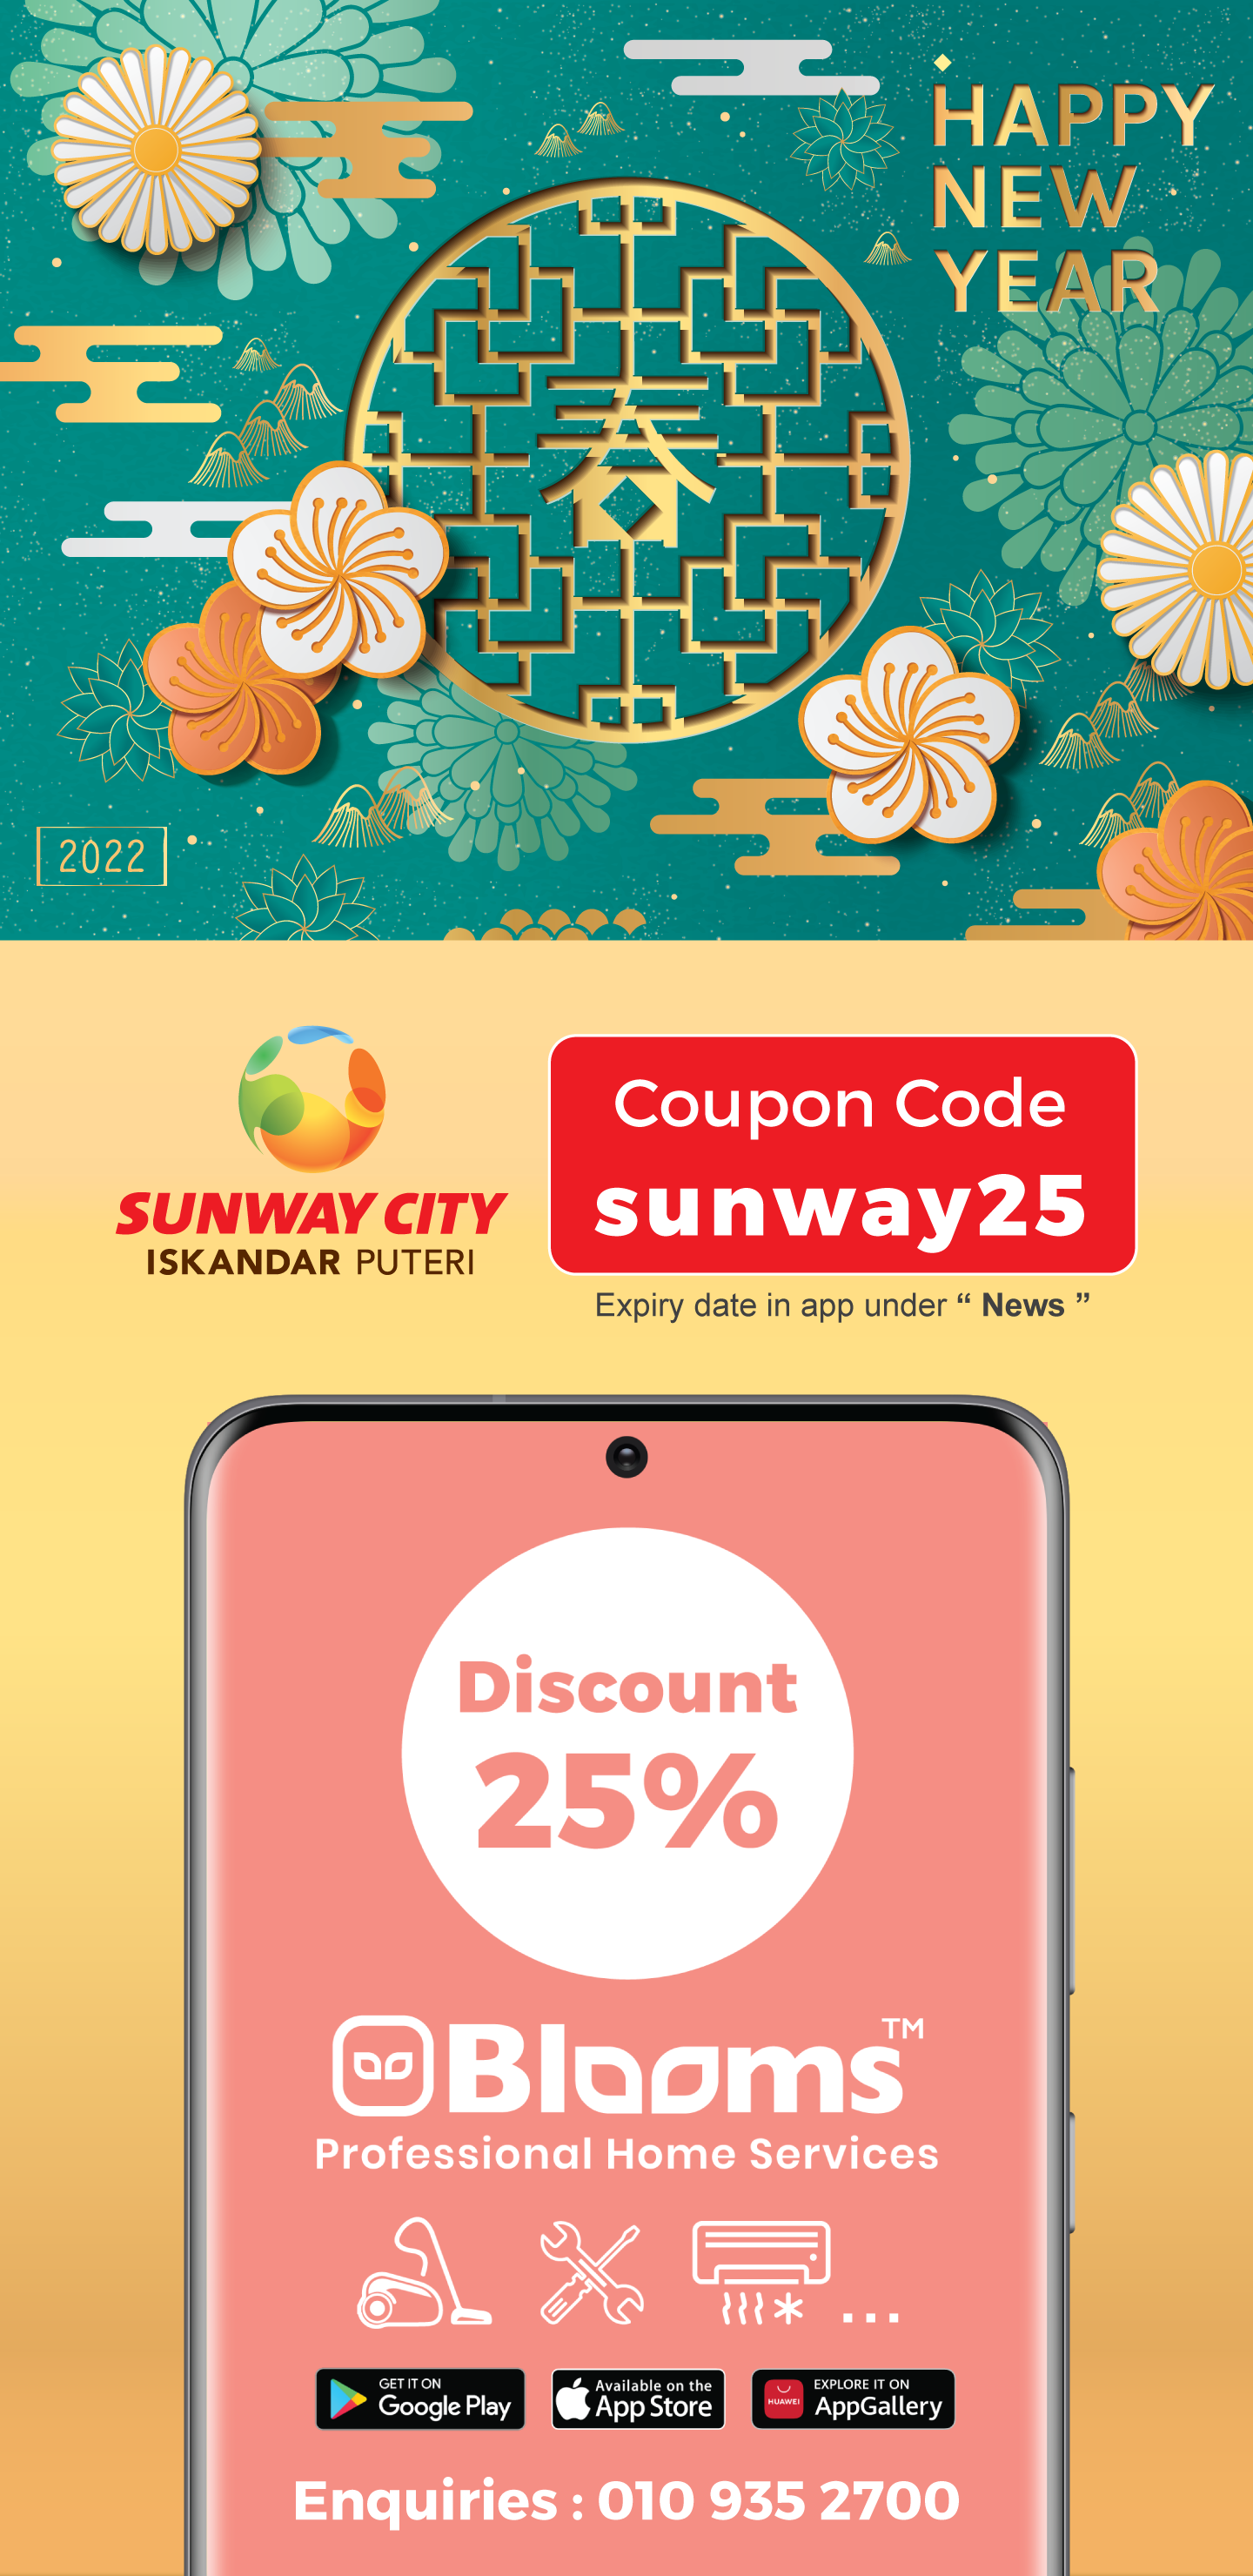 HAPPY
NEW
YEAR
春
2022
SUNWAY CITY
ISKANDAR PUTERI
Coupon Code
sunway25
Expiry date in app under “ News ”
Discount
25%
Blooms™
Professional Home Services
...
GET IT ON
Google Play
Available on the
App Store
HUAWEI
EXPLORE IT ON
AppGallery
Enquiries : 010 935 2700